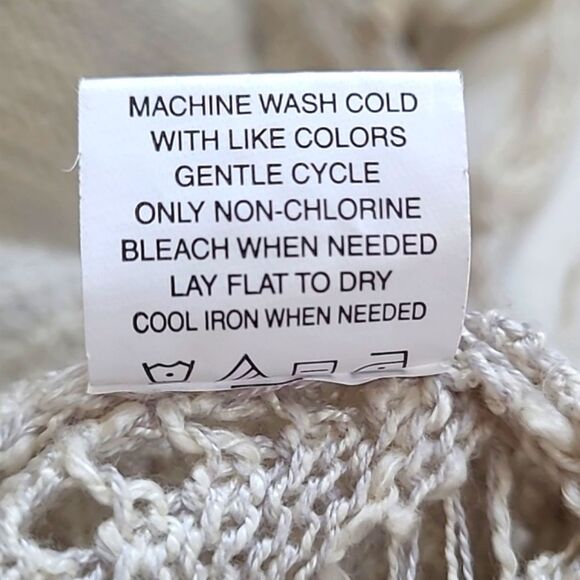 MACHINE WASH COLD
WITH LIKE COLORS
GENTLE CYCLE
ONLY NON-CHLORINE
BLEACH WHEN NEEDED
LAY FLAT TO DRY
COOL IRON WHEN NEEDED